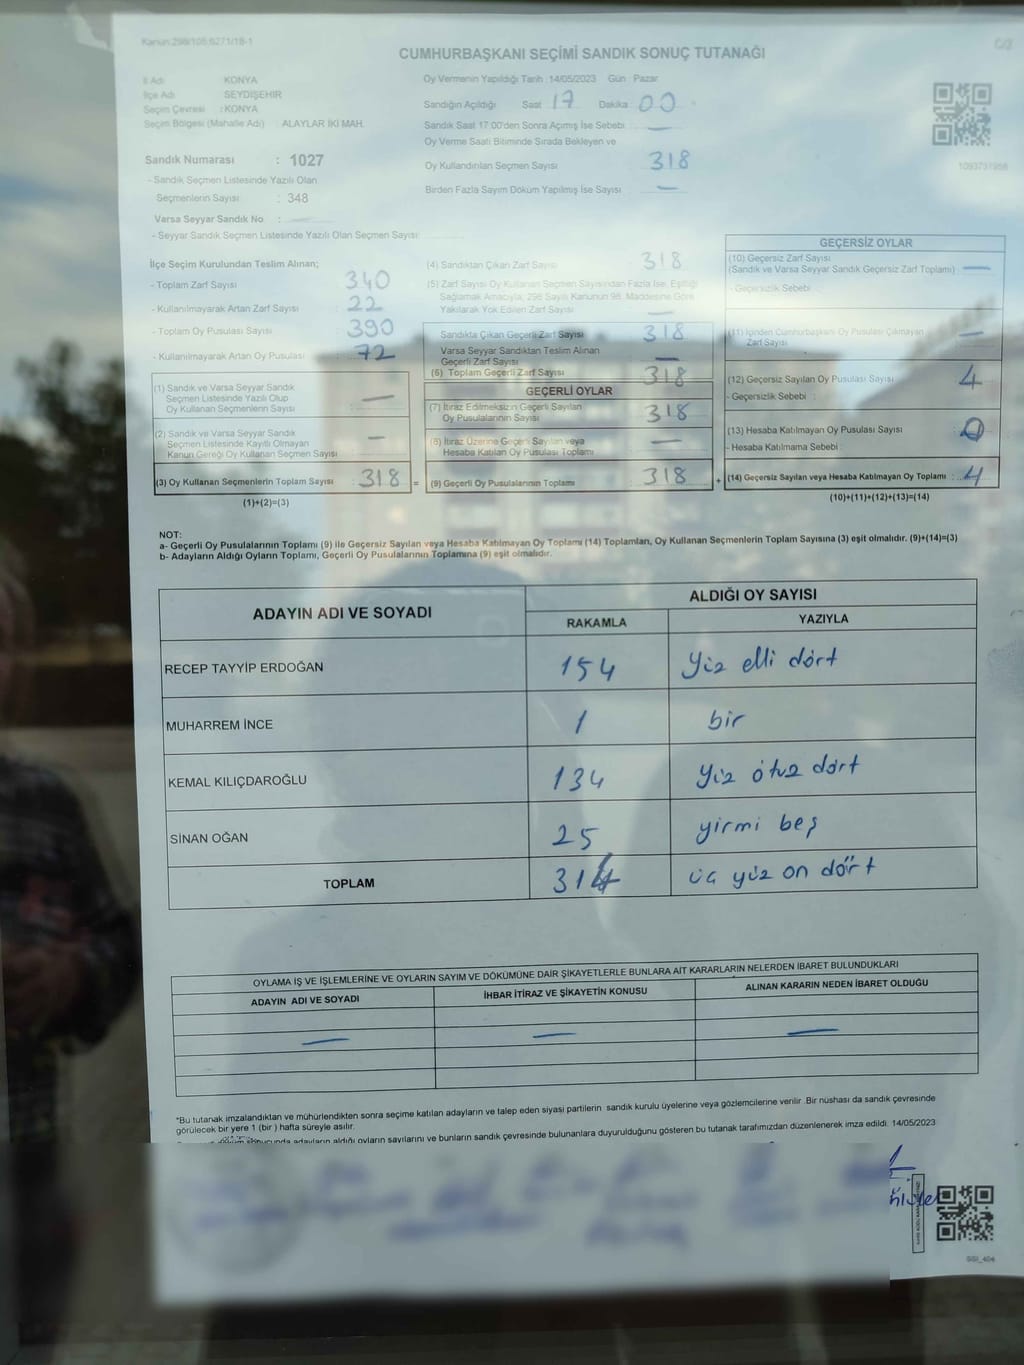 Kanun:298/105;6271/18-1
CUMHURBAŞKANI SEÇİMİ SANDIK SONUÇ TUTANAĞI
İl Adı KONYA
İlçe Adı SEYDİŞEHİR
Seçim Çevresi : KONYA
Seçim Bölgesi (Mahalle Adı) ALAYLAR İKİ MAH.
Oy Vermenin Yapıldığı Tarih :14/05/2023 Gün : Pazar
Sandığın Açıldığı Saat 17 Dakika 00
Sandık Saat 17:00'den Sonra Açımış İse Sebebi —
Oy Verme Saati Bitiminde Sırada Bekleyen ve
Oy Kullandırılan Seçmen Sayısı 318
Birden Fazla Sayım Döküm Yapılmış İse Sayısı —
1093731956
Sandık Numarası : 1027
- Sandık Seçmen Listesinde Yazılı Olan
Seçmenlerin Sayısı : 348
Varsa Seyyar Sandık No : —
- Seyyar Sandık Seçmen Listesinde Yazılı Olan Seçmen Sayısı
İlçe Seçim Kurulundan Teslim Alınan;
- Toplam Zarf Sayısı : 340
- Kullanılmayarak Artan Zarf Sayısı : 22
- Toplam Oy Pusulası Sayısı : 390
- Kullanılmayarak Artan Oy Pusulası : 72
(1) Sandık ve Varsa Seyyar Sandık
Seçmen Listesinde Yazılı Olup
Oy Kullanan Seçmenlerin Sayısı —
(2) Sandık ve Varsa Seyyar Sandık
Seçmen Listesinde Kayıtlı Olmayan
Kanun Gereği Oy Kullanan Seçmen Sayısı —
(3) Oy Kullanan Seçmenlerin Toplam Sayısı : 318 =
(1)+(2)=(3)
(4) Sandıktan Çıkan Zarf Sayısı 318
(5) Zarf Sayısı Oy Kullanan Seçmen Sayısından Fazla İse, Eşitliği
Sağlamak Amacıyla, 298 Sayılı Kanunun 98. Maddesine Göre
Yakılarak Yok Edilen Zarf Sayısı —
Sandıkta Çıkan Geçerli Zarf Sayısı 318
Varsa Seyyar Sandıktan Teslim Alınan
Geçerli Zarf Sayısı —
(6) Toplam Geçerli Zarf Sayısı 318
GEÇERLİ OYLAR
(7) İtiraz Edilmeksizin Geçerli Sayılan
Oy Pusulalarının Sayısı 318
(8) İtiraz Üzerine Geçerli Sayılan veya
Hesaba Katılan Oy Pusulası Toplamı —
(9) Geçerli Oy Pusulalarının Toplamı 318 +
GEÇERSİZ OYLAR
(10) Geçersiz Zarf Sayısı
(Sandık ve Varsa Seyyar Sandık Geçersiz Zarf Toplamı) —
- Geçersizlik Sebebi :
(11) İçinden Cumhurbaşkanı Oy Pusulası Çıkmayan
Zarf Sayısı —
(12) Geçersiz Sayılan Oy Pusulası Sayısı 4
- Geçersizlik Sebebi :
(13) Hesaba Katılmayan Oy Pusulası Sayısı 0
- Hesaba Katılmama Sebebi :
(14) Geçersiz Sayılan veya Hesaba Katılmayan Oy Toplamı : 4
(10)+(11)+(12)+(13)=(14)
NOT:
a- Geçerli Oy Pusulalarının Toplamı (9) ile Geçersiz Sayılan veya Hesaba Katılmayan Oy Toplamı (14) Toplamları, Oy Kullanan Seçmenlerin Toplam Sayısına (3) eşit olmalıdır. (9)+(14)=(3)
b- Adayların Aldığı Oyların Toplamı, Geçerli Oy Pusulalarının Toplamına (9) eşit olmalıdır.
ADAYIN ADI VE SOYADI ALDIĞI OY SAYISI
RAKAMLA YAZIYLA
RECEP TAYYİP ERDOĞAN 154 yüz elli dört
MUHARREM İNCE 1 bir
KEMAL KILIÇDAROĞLU 134 yüz otuz dört
SİNAN OĞAN 25 yirmi beş
TOPLAM 314 üç yüz on dört
OYLAMA İŞ VE İŞLEMLERİNE VE OYLARIN SAYIM VE DÖKÜMÜNE DAİR ŞİKAYETLERLE BUNLARA AİT KARARLARIN NELERDEN İBARET BULUNDUKLARI
ADAYIN ADI VE SOYADI İHBAR İTİRAZ VE ŞİKAYETİN KONUSU ALINAN KARARIN NEDEN İBARET OLDUĞU
— — —
*Bu tutanak imzalandıktan ve mühürlendikten sonra seçime katılan adayların ve talep eden siyasi partilerin sandık kurulu üyelerine veya gözlemcilerine verilir .Bir nüshası da sandık çevresinde
görülecek bir yere 1 (bir ) hafta süreyle asılır.
sonucunda adayların aldığı oyların sayılarını ve bunların sandık çevresinde bulunanlara duyurulduğunu gösteren bu tutanak tarafımızdan düzenlenerek imza edildi. 14/05/2023
SSI_404